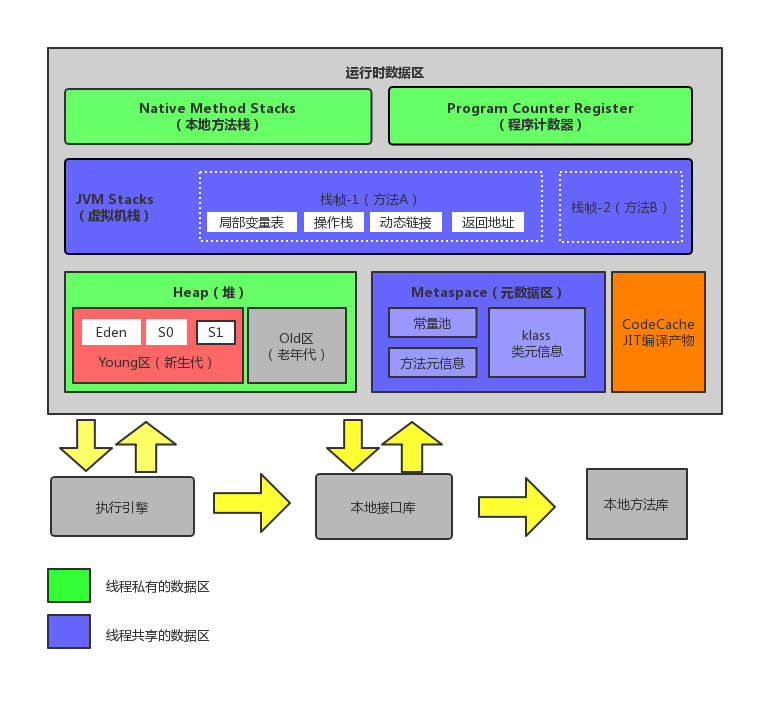 运行时数据区
Native Method Stacks
（本地方法栈）
Program Counter Register
（程序计数器）
JVM Stacks
（虚拟机栈）
栈帧-1（方法A）
局部变量表
操作栈
动态链接
返回地址
栈帧-2（方法B）
Heap（堆）
Eden
S0
S1
Young区（新生代）
Old区
（老年代）
Metaspace（元数据区）
常量池
方法元信息
klass
类元信息
CodeCache
JIT编译产物
执行引擎
本地接口库
本地方法库
线程私有的数据区
线程共享的数据区